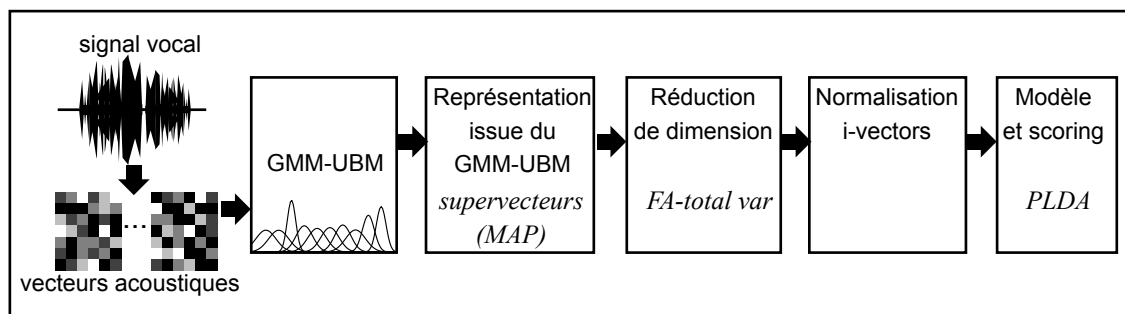 signal vocal
vecteurs acoustiques
GMM-UBM
Représentation
issue du
GMM-UBM
supervecteurs
(MAP)
Réduction
de dimension
FA-total var
Normalisation
i-vectors
Modèle
et scoring
PLDA